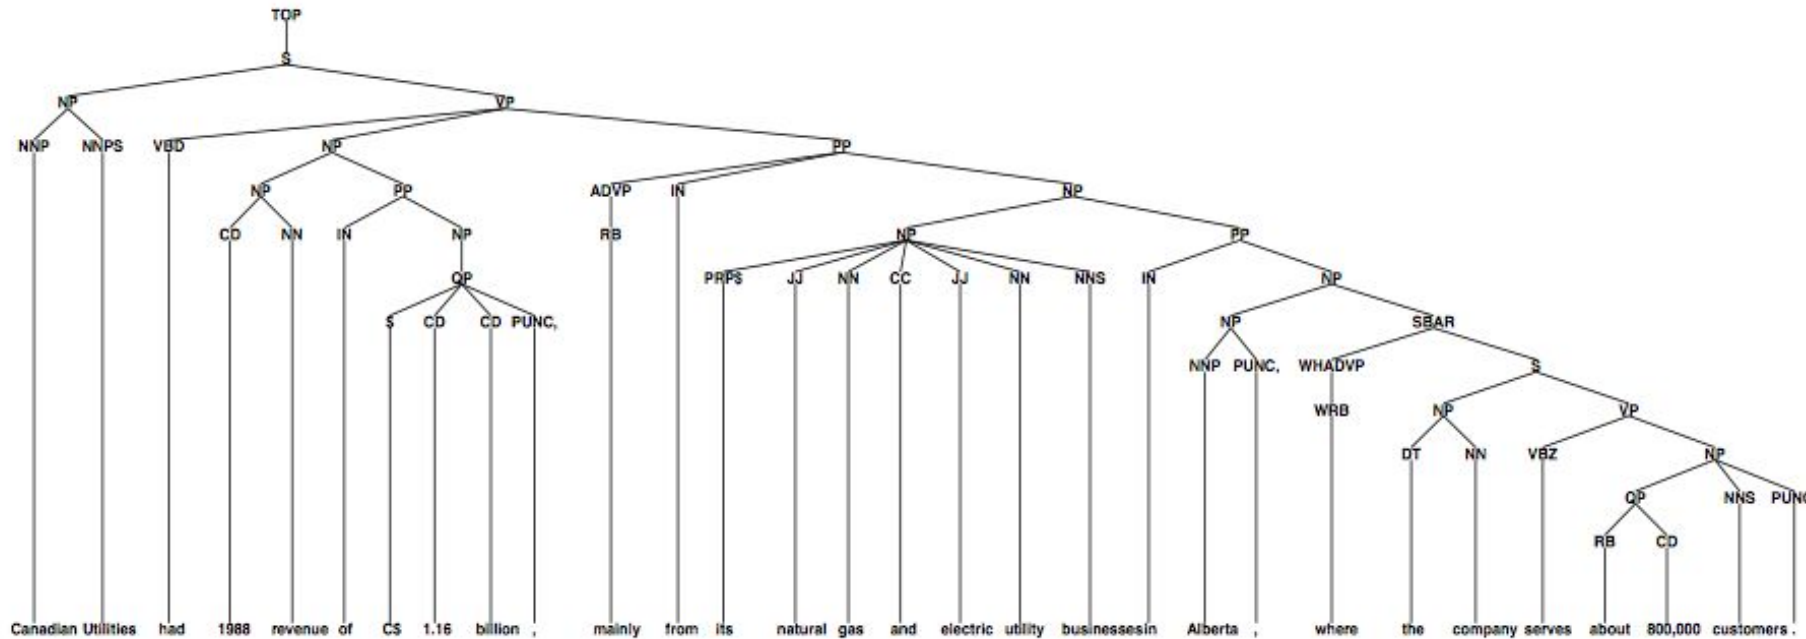 TOP
S
NP VP
NNP NNPS VBD NP PP
NP PP ADVP IN NP
CD NN IN NP RB NP PP
QP PRP$ JJ NN CC JJ NN NNS IN NP
$ CD CD PUNC, NP SBAR
NNP PUNC, WHADVP S
WRB NP VP
DT NN VBZ NP
QP NNS PUNC
RB CD
Canadian Utilities had 1988 revenue of C$ 1.16 billion , mainly from its natural gas and electric utility businessesin Alberta , where the company serves about 800,000 customers .